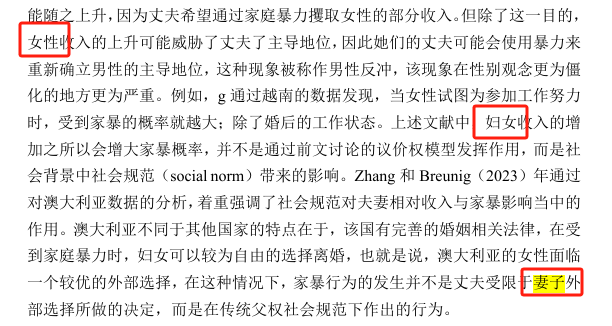 能随之上升，因为丈夫希望通过家庭暴力攫取女性的部分收入。但除了这一目的，
女性收入的上升可能威胁了丈夫了主导地位，因此她们的丈夫可能会使用暴力来
重新确立男性的主导地位，这种现象被称作男性反冲，该现象在性别观念更为僵
化的地方更为严重。例如，g 通过越南的数据发现，当女性试图为参加工作努力
时，受到家暴的概率就越大；除了婚后的工作状态。上述文献中 妇女收入的增
加之所以会增大家暴概率，并不是通过前文讨论的议价权模型发挥作用，而是社
会背景中社会规范（social norm）带来的影响。Zhang 和 Breunig（2023）年通过
对澳大利亚数据的分析，着重强调了社会规范对夫妻相对收入与家暴影响当中的
作用。澳大利亚不同于其他国家的特点在于，该国有完善的婚姻相关法律，在受
到家庭暴力时，妇女可以较为自由的选择离婚，也就是说，澳大利亚的女性面临
一个较优的外部选择，在这种情况下，家暴行为的发生并不是丈夫受限于妻子外
部选择所做的决定，而是在传统父权社会规范下作出的行为。